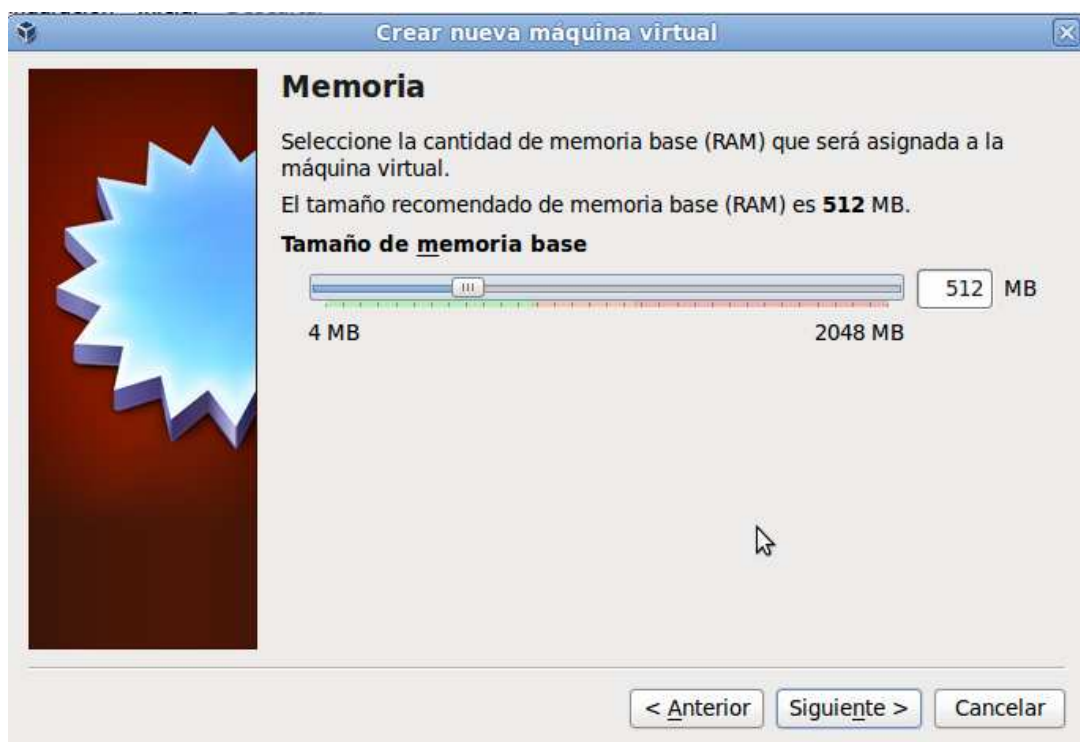 Crear nueva máquina virtual
Memoria
Seleccione la cantidad de memoria base (RAM) que será asignada a la
máquina virtual.
El tamaño recomendado de memoria base (RAM) es 512 MB.
Tamaño de memoria base
512 MB
4 MB 2048 MB
< Anterior Siguiente > Cancelar